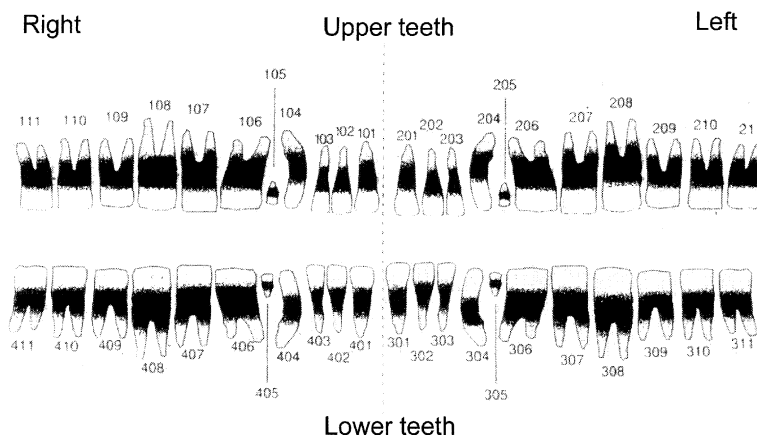 Right Upper teeth Left
105 205
111 110 109 108 107 106 104 103 102 101 201 202 203 204 206 207 208 209 210 21
411 410 409 408 407 406 404 403 402 401 301 302 303 304 306 307 308 309 310 311
405 305
Lower teeth